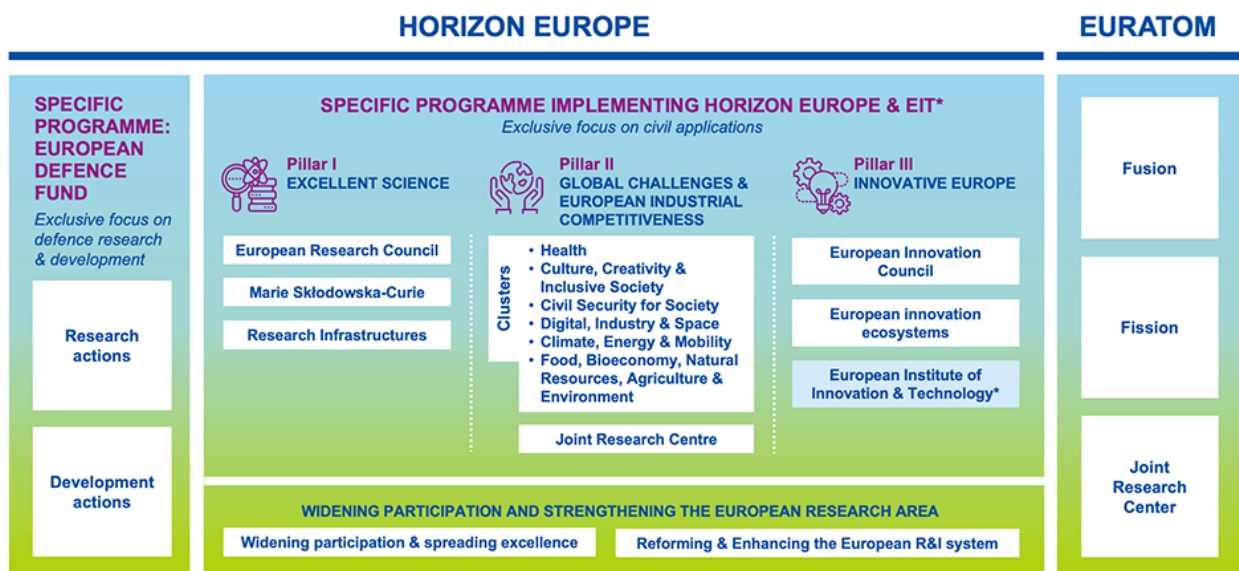 HORIZON EUROPE
EURATOM
SPECIFIC
PROGRAMME:
EUROPEAN
DEFENCE
FUND
Exclusive focus on
defence research
& development
Research
actions
Development
actions
SPECIFIC PROGRAMME IMPLEMENTING HORIZON EUROPE & EIT*
Exclusive focus on civil applications
Pillar I
EXCELLENT SCIENCE
European Research Council
Marie Skłodowska-Curie
Research Infrastructures
Pillar II
GLOBAL CHALLENGES &
EUROPEAN INDUSTRIAL
COMPETITIVENESS
Clusters
• Health
• Culture, Creativity &
Inclusive Society
• Civil Security for Society
• Digital, Industry & Space
• Climate, Energy & Mobility
• Food, Bioeconomy, Natural
Resources, Agriculture &
Environment
Joint Research Centre
Pillar III
INNOVATIVE EUROPE
European Innovation
Council
European innovation
ecosystems
European Institute of
Innovation & Technology*
WIDENING PARTICIPATION AND STRENGTHENING THE EUROPEAN RESEARCH AREA
Widening participation & spreading excellence
Reforming & Enhancing the European R&I system
Fusion
Fission
Joint
Research
Center